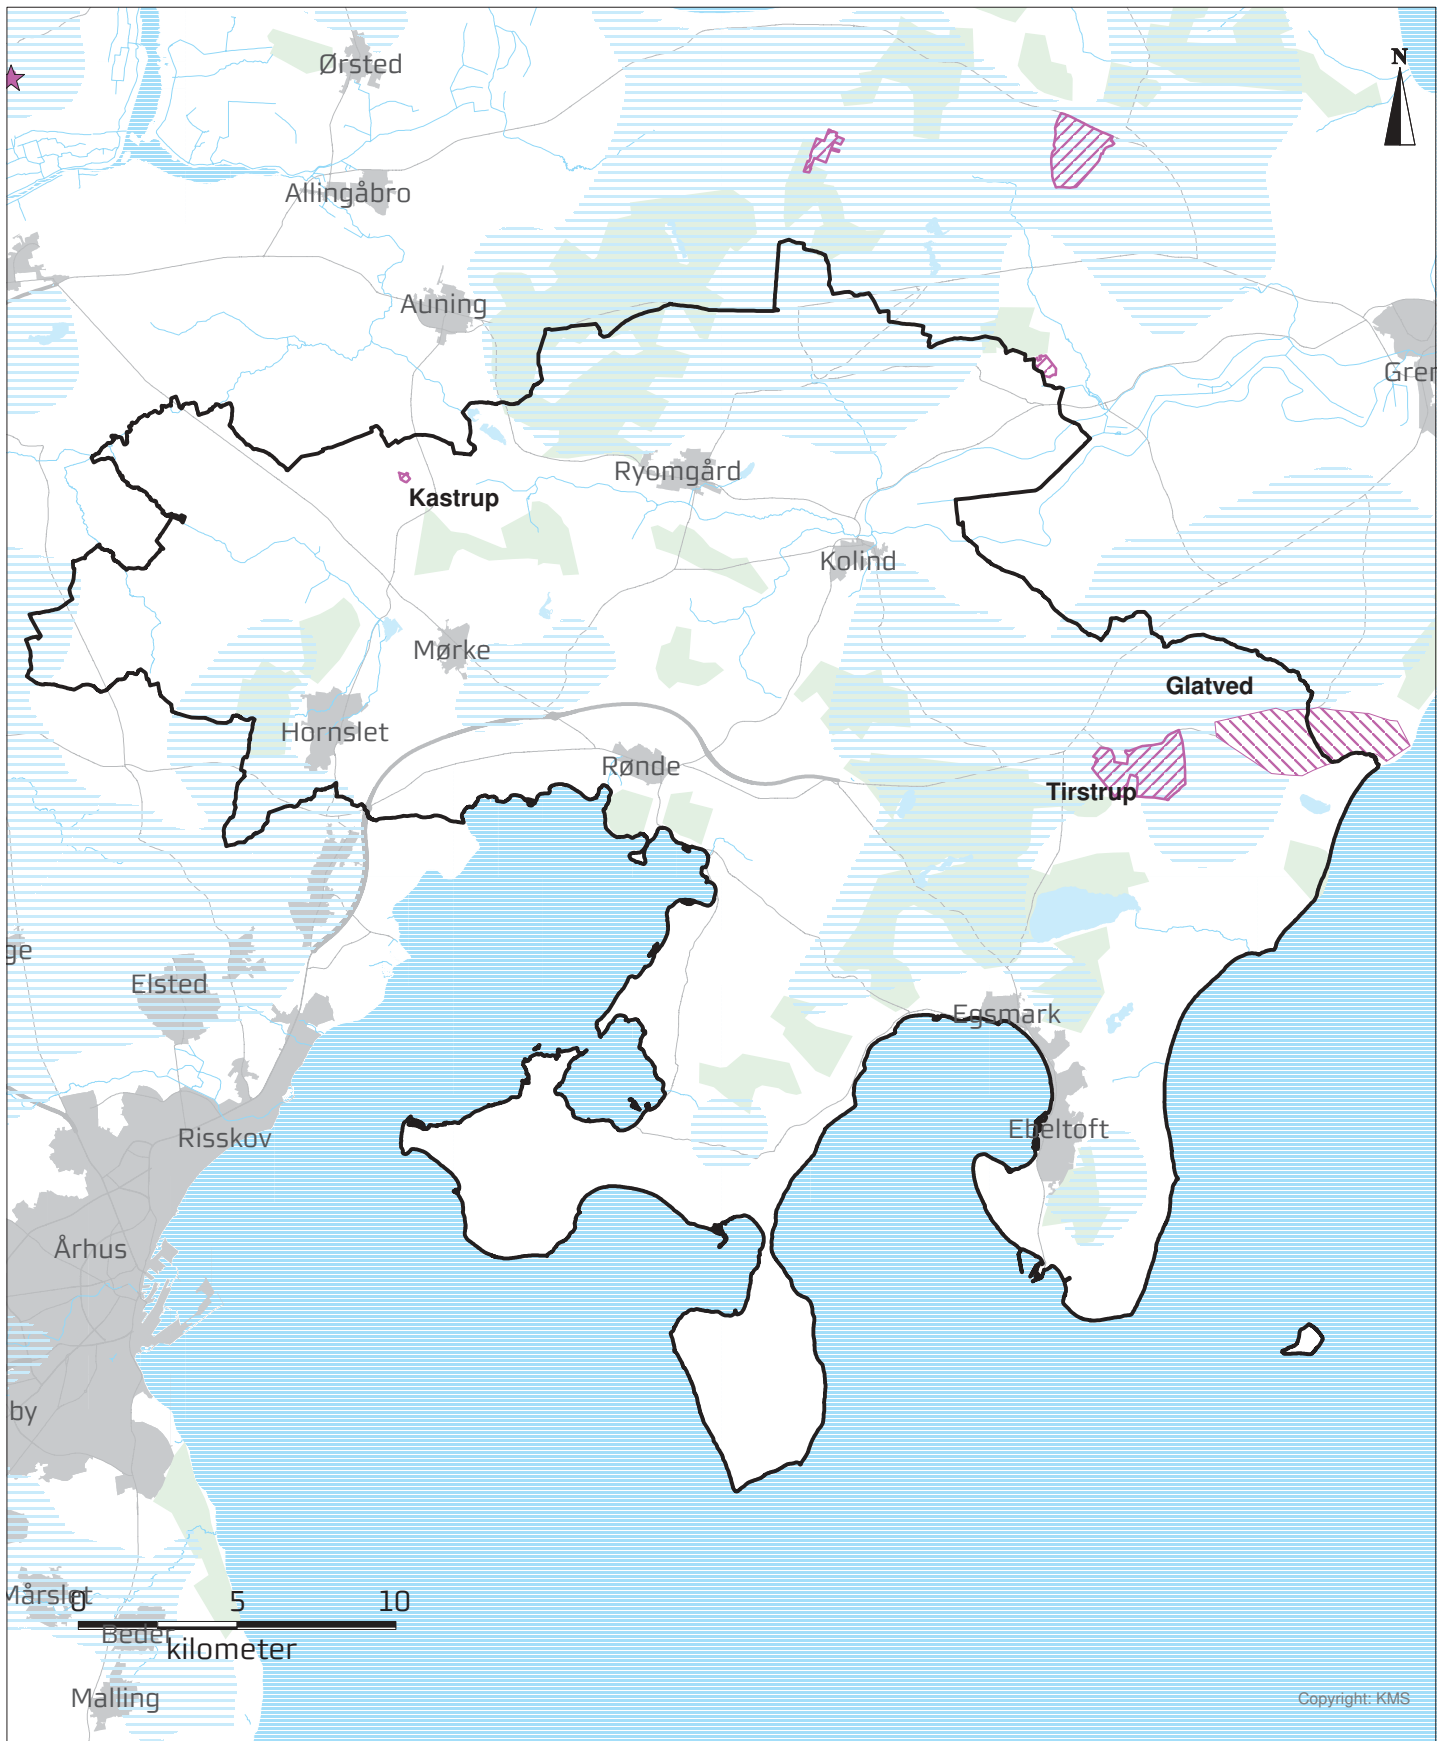 Ørsted
N
Allingåbro
Auning
Gren
Ryomgård
Kastrup
Kolind
Mørke
Glatved
Hornslet
Rønde
Tirstrup
ge
Elsted
Egsmark
Ebeltoft
Risskov
Århus
by
Mårslet
0 5 10
Beder
kilometer
Malling
Copyright: KMS